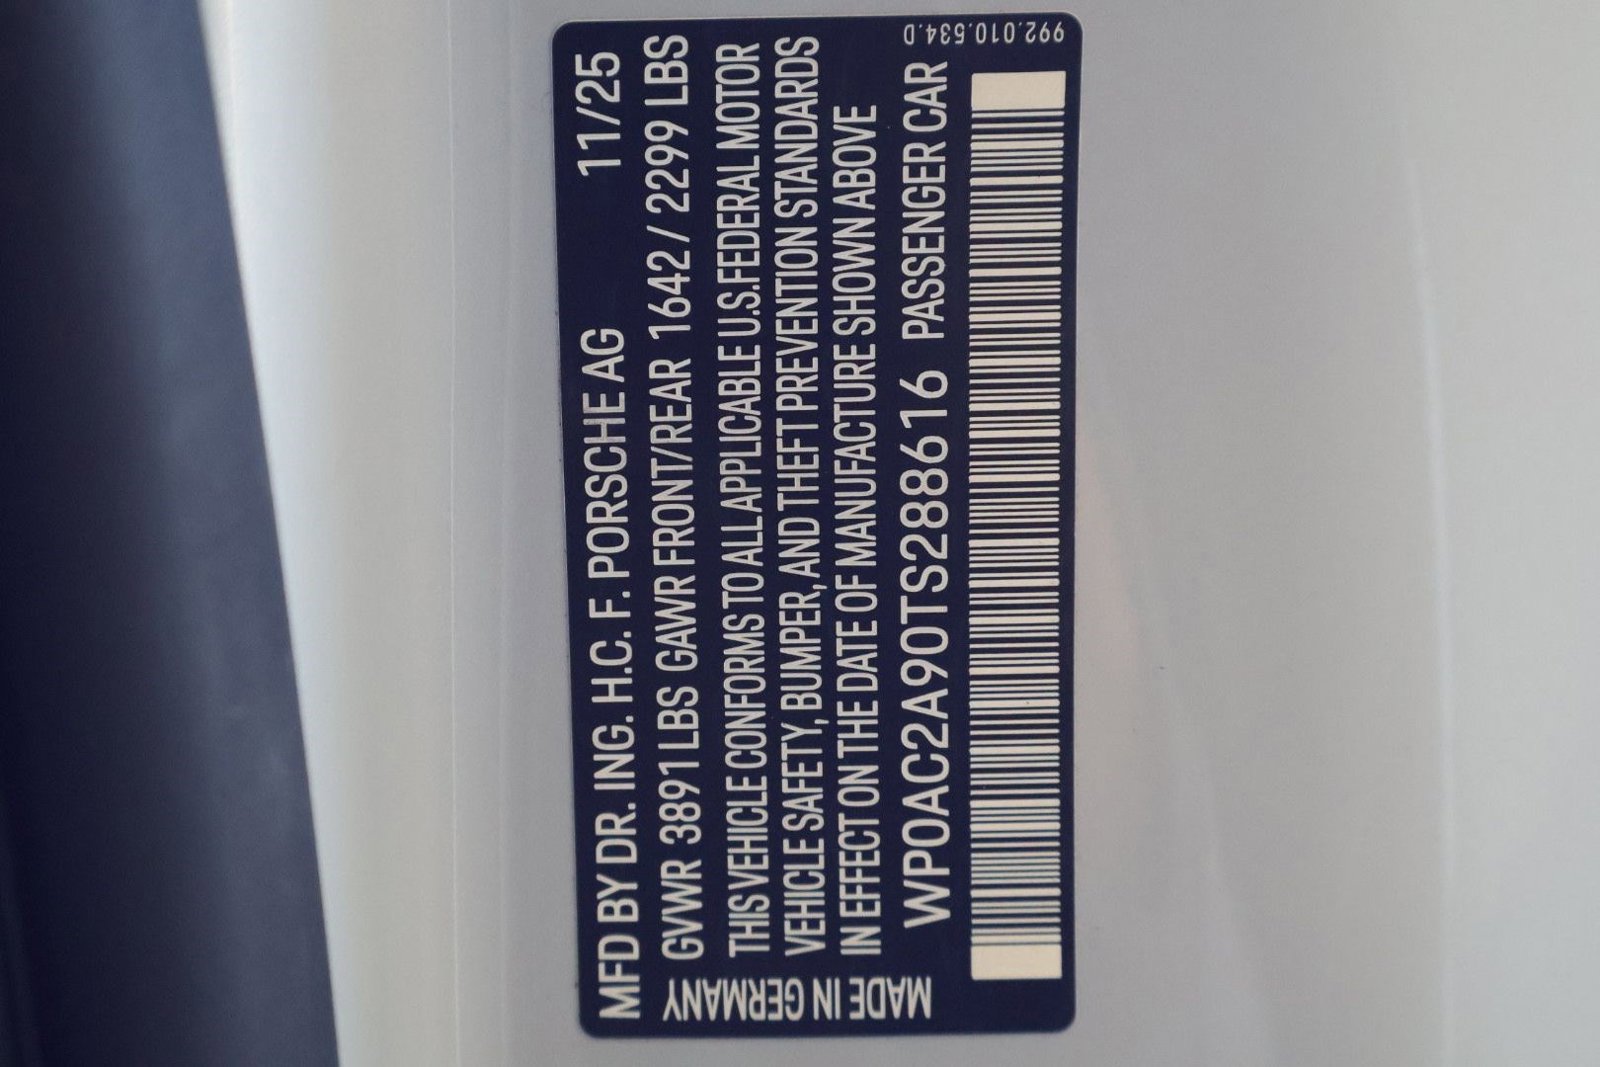 MFD BY DR. ING. H.C. F. PORSCHE AG 11/25
GVWR 3891 LBS GAWR FRONT/REAR 1642 / 2299 LBS
THIS VEHICLE CONFORMS TO ALL APPLICABLE U.S. FEDERAL MOTOR
VEHICLE SAFETY, BUMPER, AND THEFT PREVENTION STANDARDS
IN EFFECT ON THE DATE OF MANUFACTURE SHOWN ABOVE
WP0AC2A90TS288616 PASSENGER CAR
MADE IN GERMANY
992.010.534.D